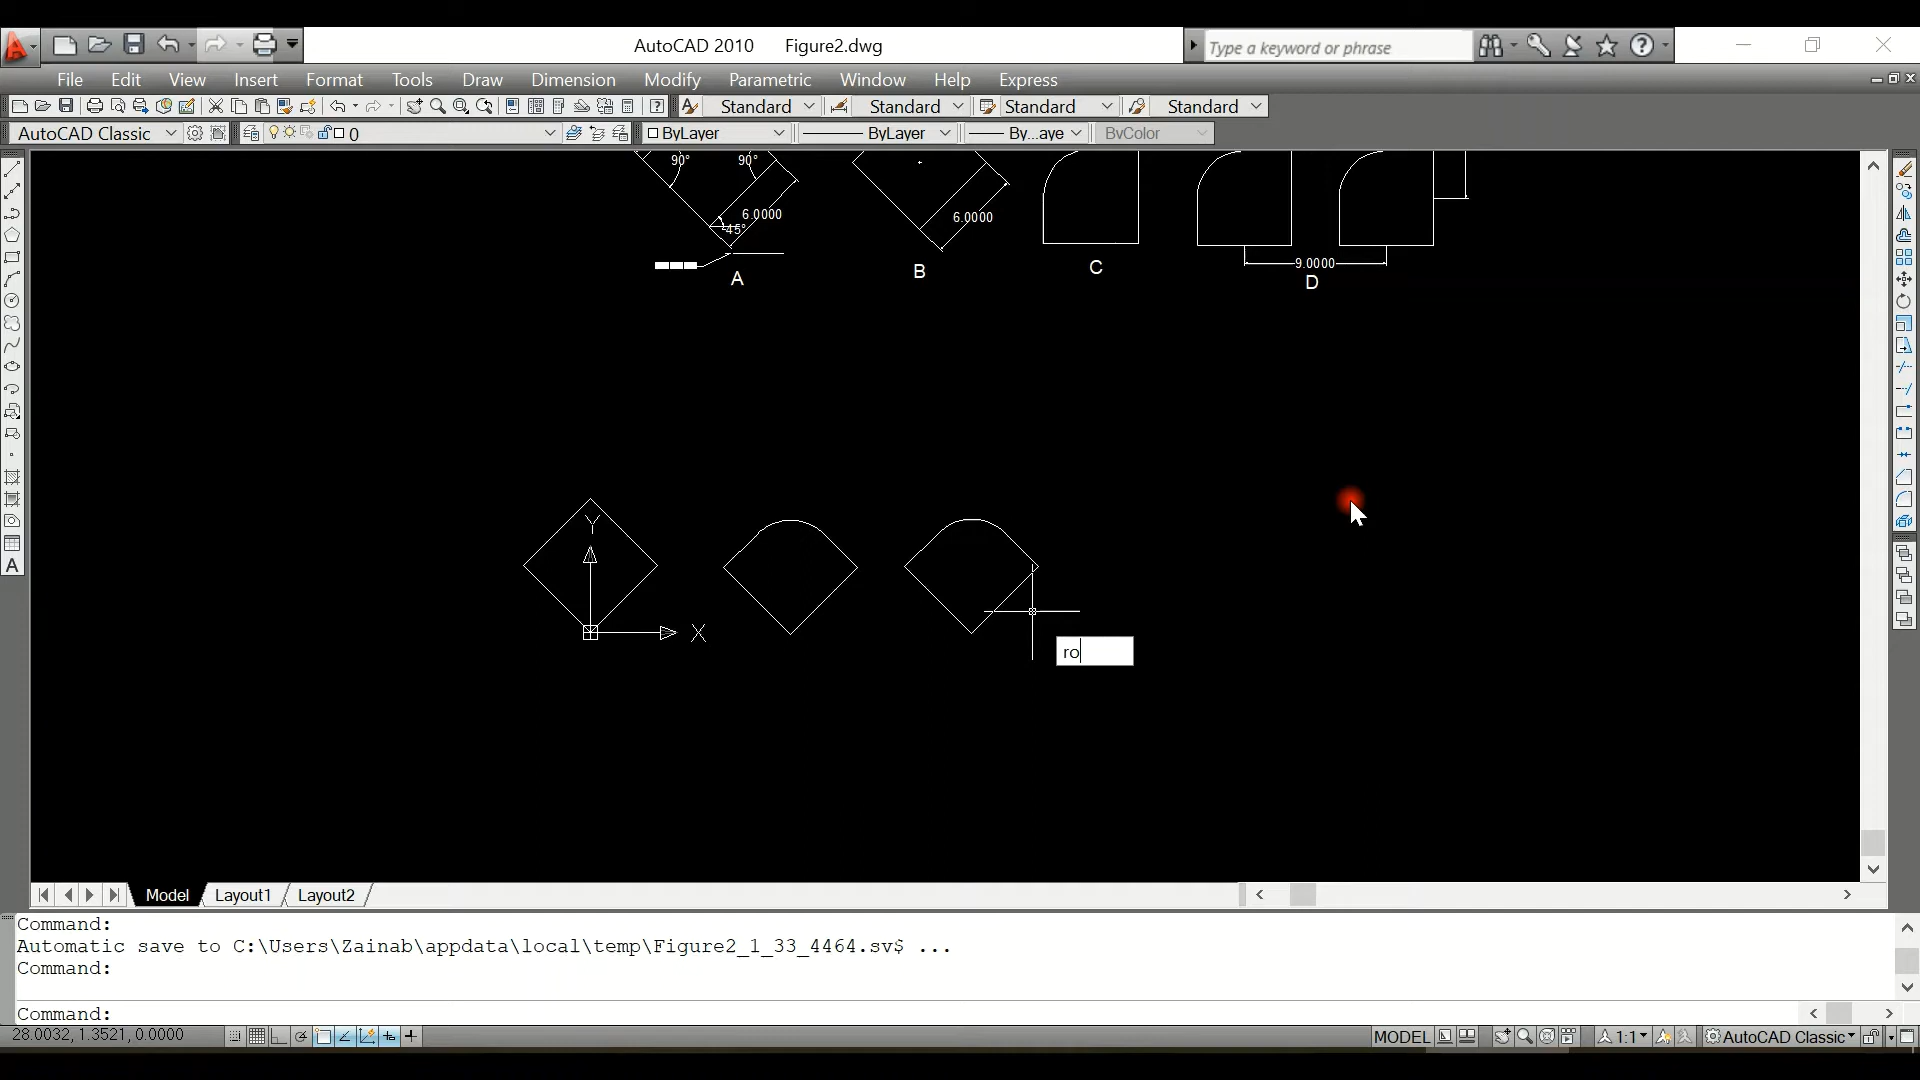 AutoCAD 2010 Figure2.dwg
Type a keyword or phrase
File Edit View Insert Format Tools Draw Dimension Modify Parametric Window Help Express
Standard Standard Standard Standard
AutoCAD Classic 0 ByLayer ByLayer By...aye ByColor
90° 90°
6.0000 6.0000
45°
9.0000
A B C D
Y
X
ro
Model Layout1 Layout2
Command:
Automatic save to C:\Users\Zainab\appdata\local\temp\Figure2_1_33_4464.sv$ ...
Command:
Command:
28.0032, 1.3521, 0.0000 MODEL 1:1 AutoCAD Classic